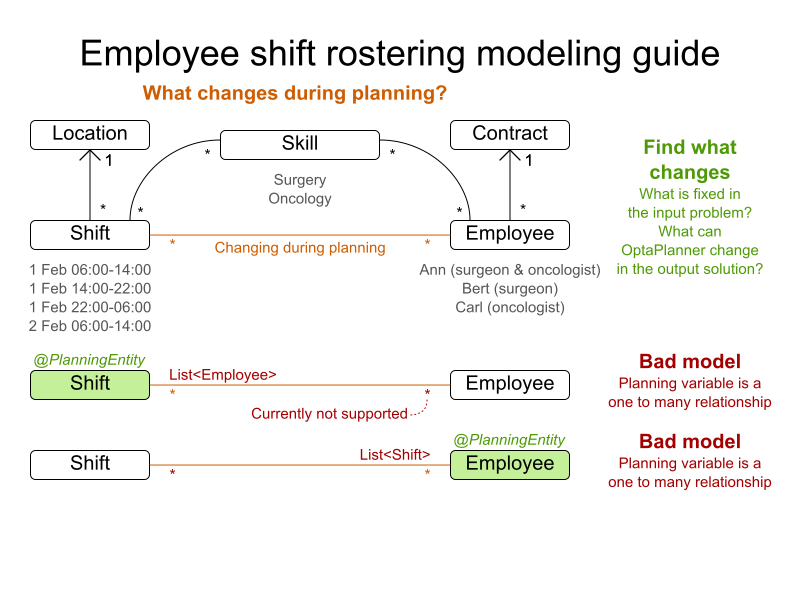 Employee shift rostering modeling guide
What changes during planning?
Location
Skill
Contract
1
*
*
1
Surgery
Oncology
Find what
changes
What is fixed in
the input problem?
What can
OptaPlanner change
in the output solution?
*
*
*
*
Shift
*
Changing during planning
*
Employee
1 Feb 06:00-14:00
1 Feb 14:00-22:00
1 Feb 22:00-06:00
2 Feb 06:00-14:00
Ann (surgeon & oncologist)
Bert (surgeon)
Carl (oncologist)
@PlanningEntity
Shift
List<Employee>
*
*
Currently not supported
Employee
Bad model
Planning variable is a
one to many relationship
Shift
*
List<Shift>
*
@PlanningEntity
Employee
Bad model
Planning variable is a
one to many relationship